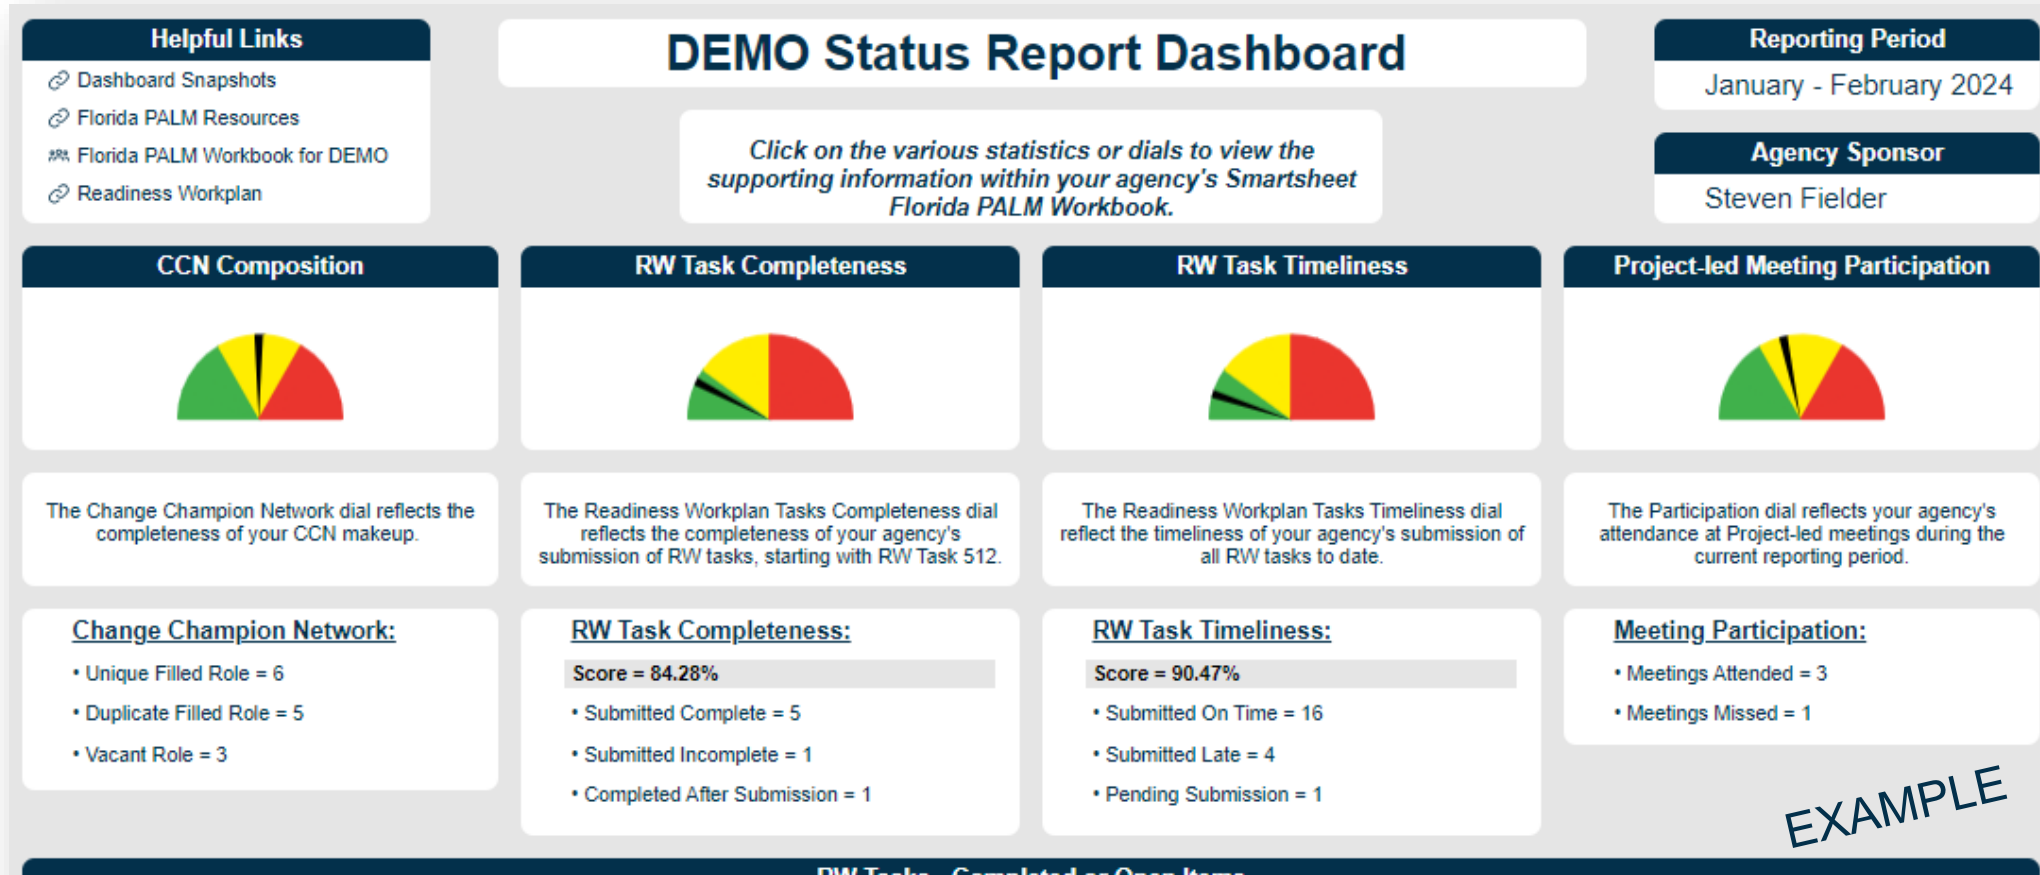 Helpful Links
Dashboard Snapshots
Florida PALM Resources
Florida PALM Workbook for DEMO
Readiness Workplan
DEMO Status Report Dashboard
Click on the various statistics or dials to view the
supporting information within your agency's Smartsheet
Florida PALM Workbook.
Reporting Period
January - February 2024
Agency Sponsor
Steven Fielder
CCN Composition
The Change Champion Network dial reflects the
completeness of your CCN makeup.
Change Champion Network:
• Unique Filled Role = 6
• Duplicate Filled Role = 5
• Vacant Role = 3
RW Task Completeness
The Readiness Workplan Tasks Completeness dial
reflects the completeness of your agency's
submission of RW tasks, starting with RW Task 512.
RW Task Completeness:
Score = 84.28%
• Submitted Complete = 5
• Submitted Incomplete = 1
• Completed After Submission = 1
RW Task Timeliness
The Readiness Workplan Tasks Timeliness dial
reflect the timeliness of your agency's submission of
all RW tasks to date.
RW Task Timeliness:
Score = 90.47%
• Submitted On Time = 16
• Submitted Late = 4
• Pending Submission = 1
Project-led Meeting Participation
The Participation dial reflects your agency's
attendance at Project-led meetings during the
current reporting period.
Meeting Participation:
• Meetings Attended = 3
• Meetings Missed = 1
EXAMPLE
RW Tasks - Completed or Open Items